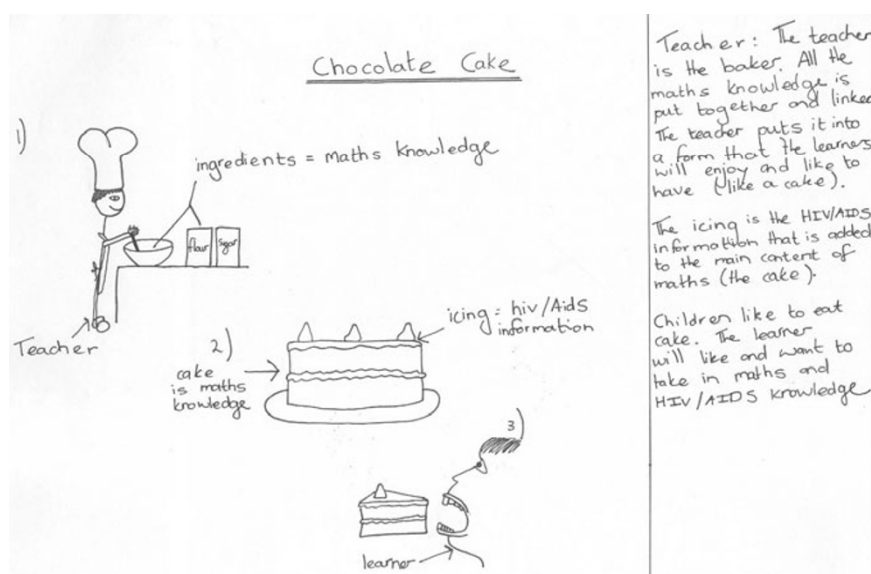 Chocolate Cake
1)
ingredients = maths knowledge
flour
sugar
Teacher
2)
cake
is maths
knowledge
icing = hiv/Aids
information
3)
learner
Teacher: The teacher
is the baker. All the
maths knowledge is
put together and linked
The teacher puts it into
a form that the learners
will enjoy and like to
have (like a cake).
The icing is the HIV/AIDS
information that is added
to the main content of
maths (the cake).
Children like to eat
cake. The learner
will like and want to
take in maths and
HIV/AIDS knowledge